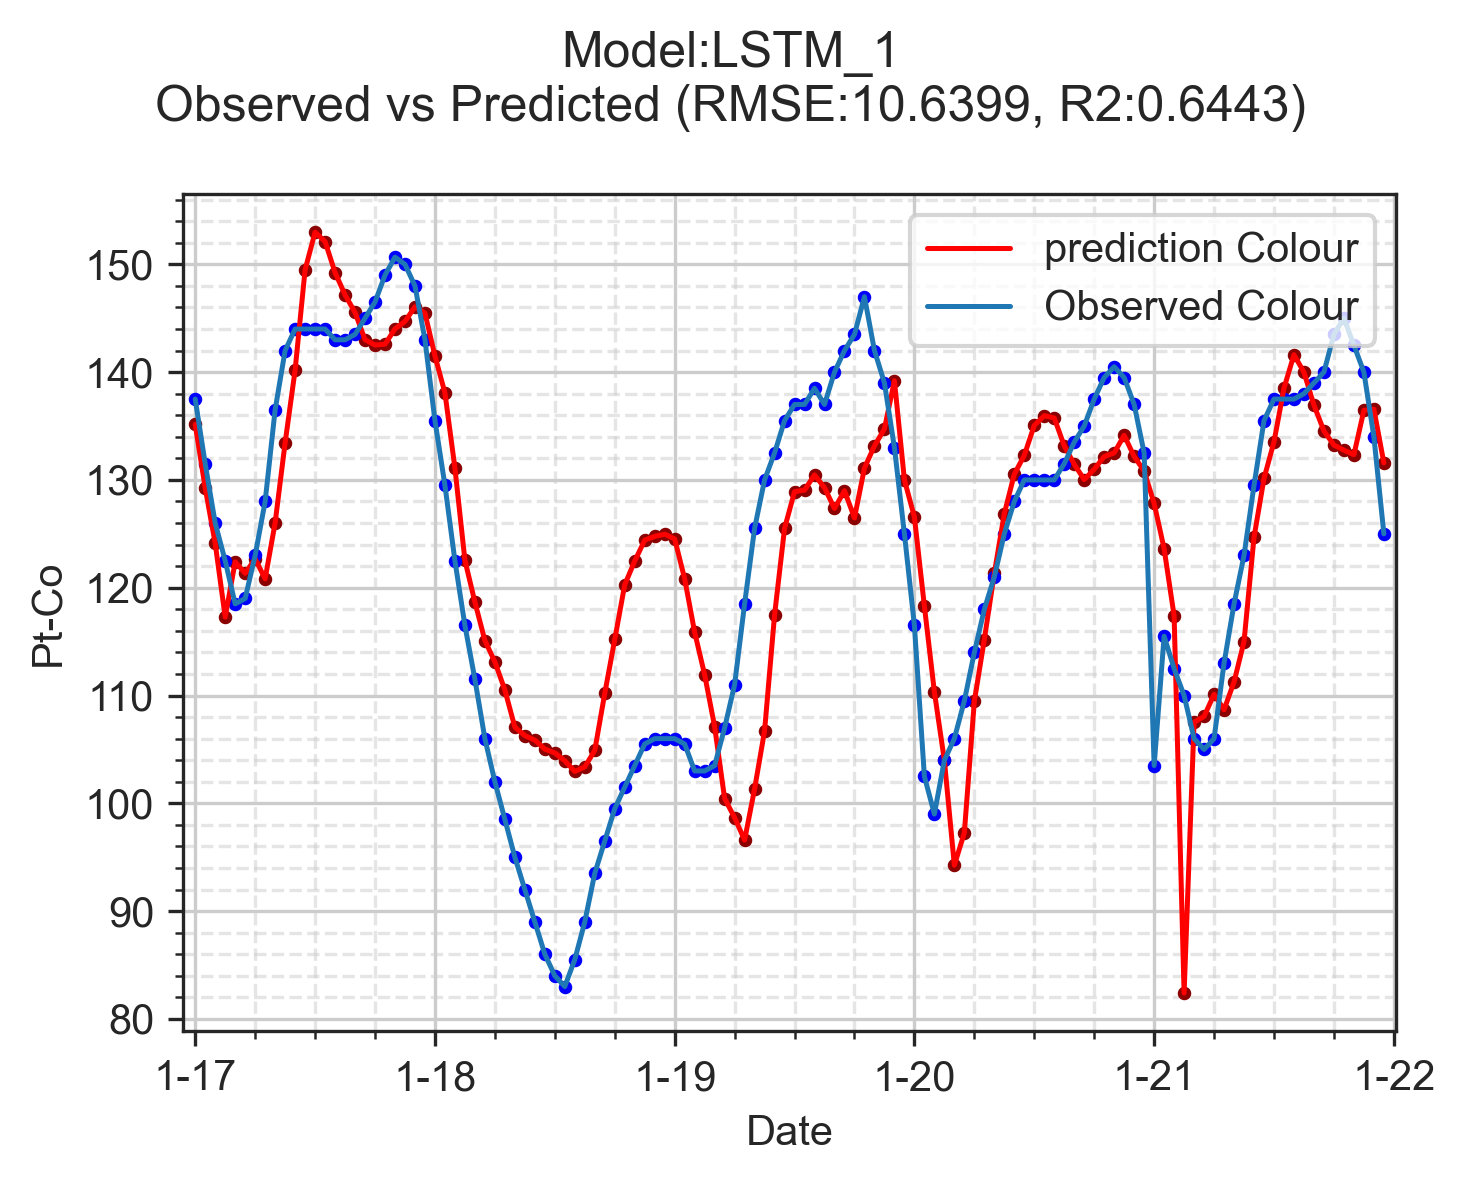 Model:LSTM_1
Observed vs Predicted (RMSE:10.6399, R2:0.6443)
prediction Colour
Observed Colour
150
140
130
120
110
100
90
80
Pt-Co
1-17 1-18 1-19 1-20 1-21 1-22
Date